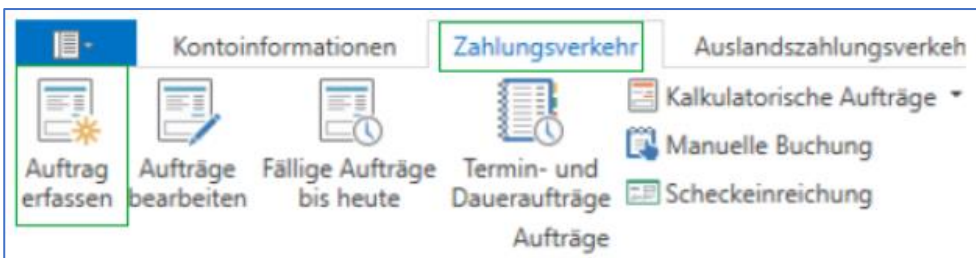 Kontoinformationen Zahlungsverkehr Auslandszahlungsverkeh
Auftrag erfassen
Aufträge bearbeiten
Fällige Aufträge bis heute
Termin- und Daueraufträge
Kalkulatorische Aufträge
Manuelle Buchung
Scheckeinreichung
Aufträge